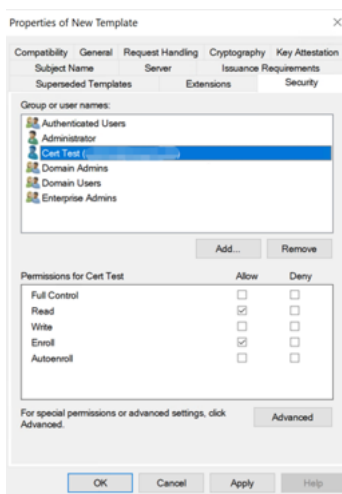 Properties of New Template
Compatibility General Request Handling Cryptography Key Attestation
Subject Name Server Issuance Requirements
Superseded Templates Extensions Security
Group or user names:
Authenticated Users
Administrator
Cert Test (
Domain Admins
Domain Users
Enterprise Admins
Add... Remove
Permissions for Cert Test Allow Deny
Full Control
Read
Write
Enroll
Autoenroll
For special permissions or advanced settings, click
Advanced.
Advanced
OK Cancel Apply Help